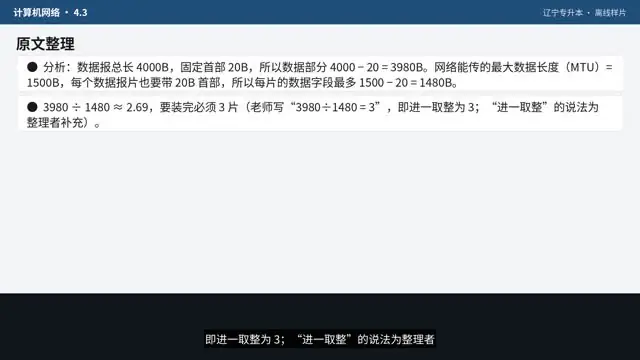 计算机网络 • 4.3
辽宁专升本 • 离线样片
原文整理
● 分析：数据报总长 4000B，固定首部 20B，所以数据部分 4000 − 20 = 3980B。网络能传的最大数据长度（MTU）=
1500B，每个数据报片也要带 20B 首部，所以每片的数据字段最多 1500 − 20 = 1480B。
● 3980 ÷ 1480 ≈ 2.69，要装完必须 3 片（老师写“3980÷1480 = 3”，即进一取整为 3；“进一取整”的说法为
整理者补充）。
即进一取整为 3；“进一取整”的说法为整理者